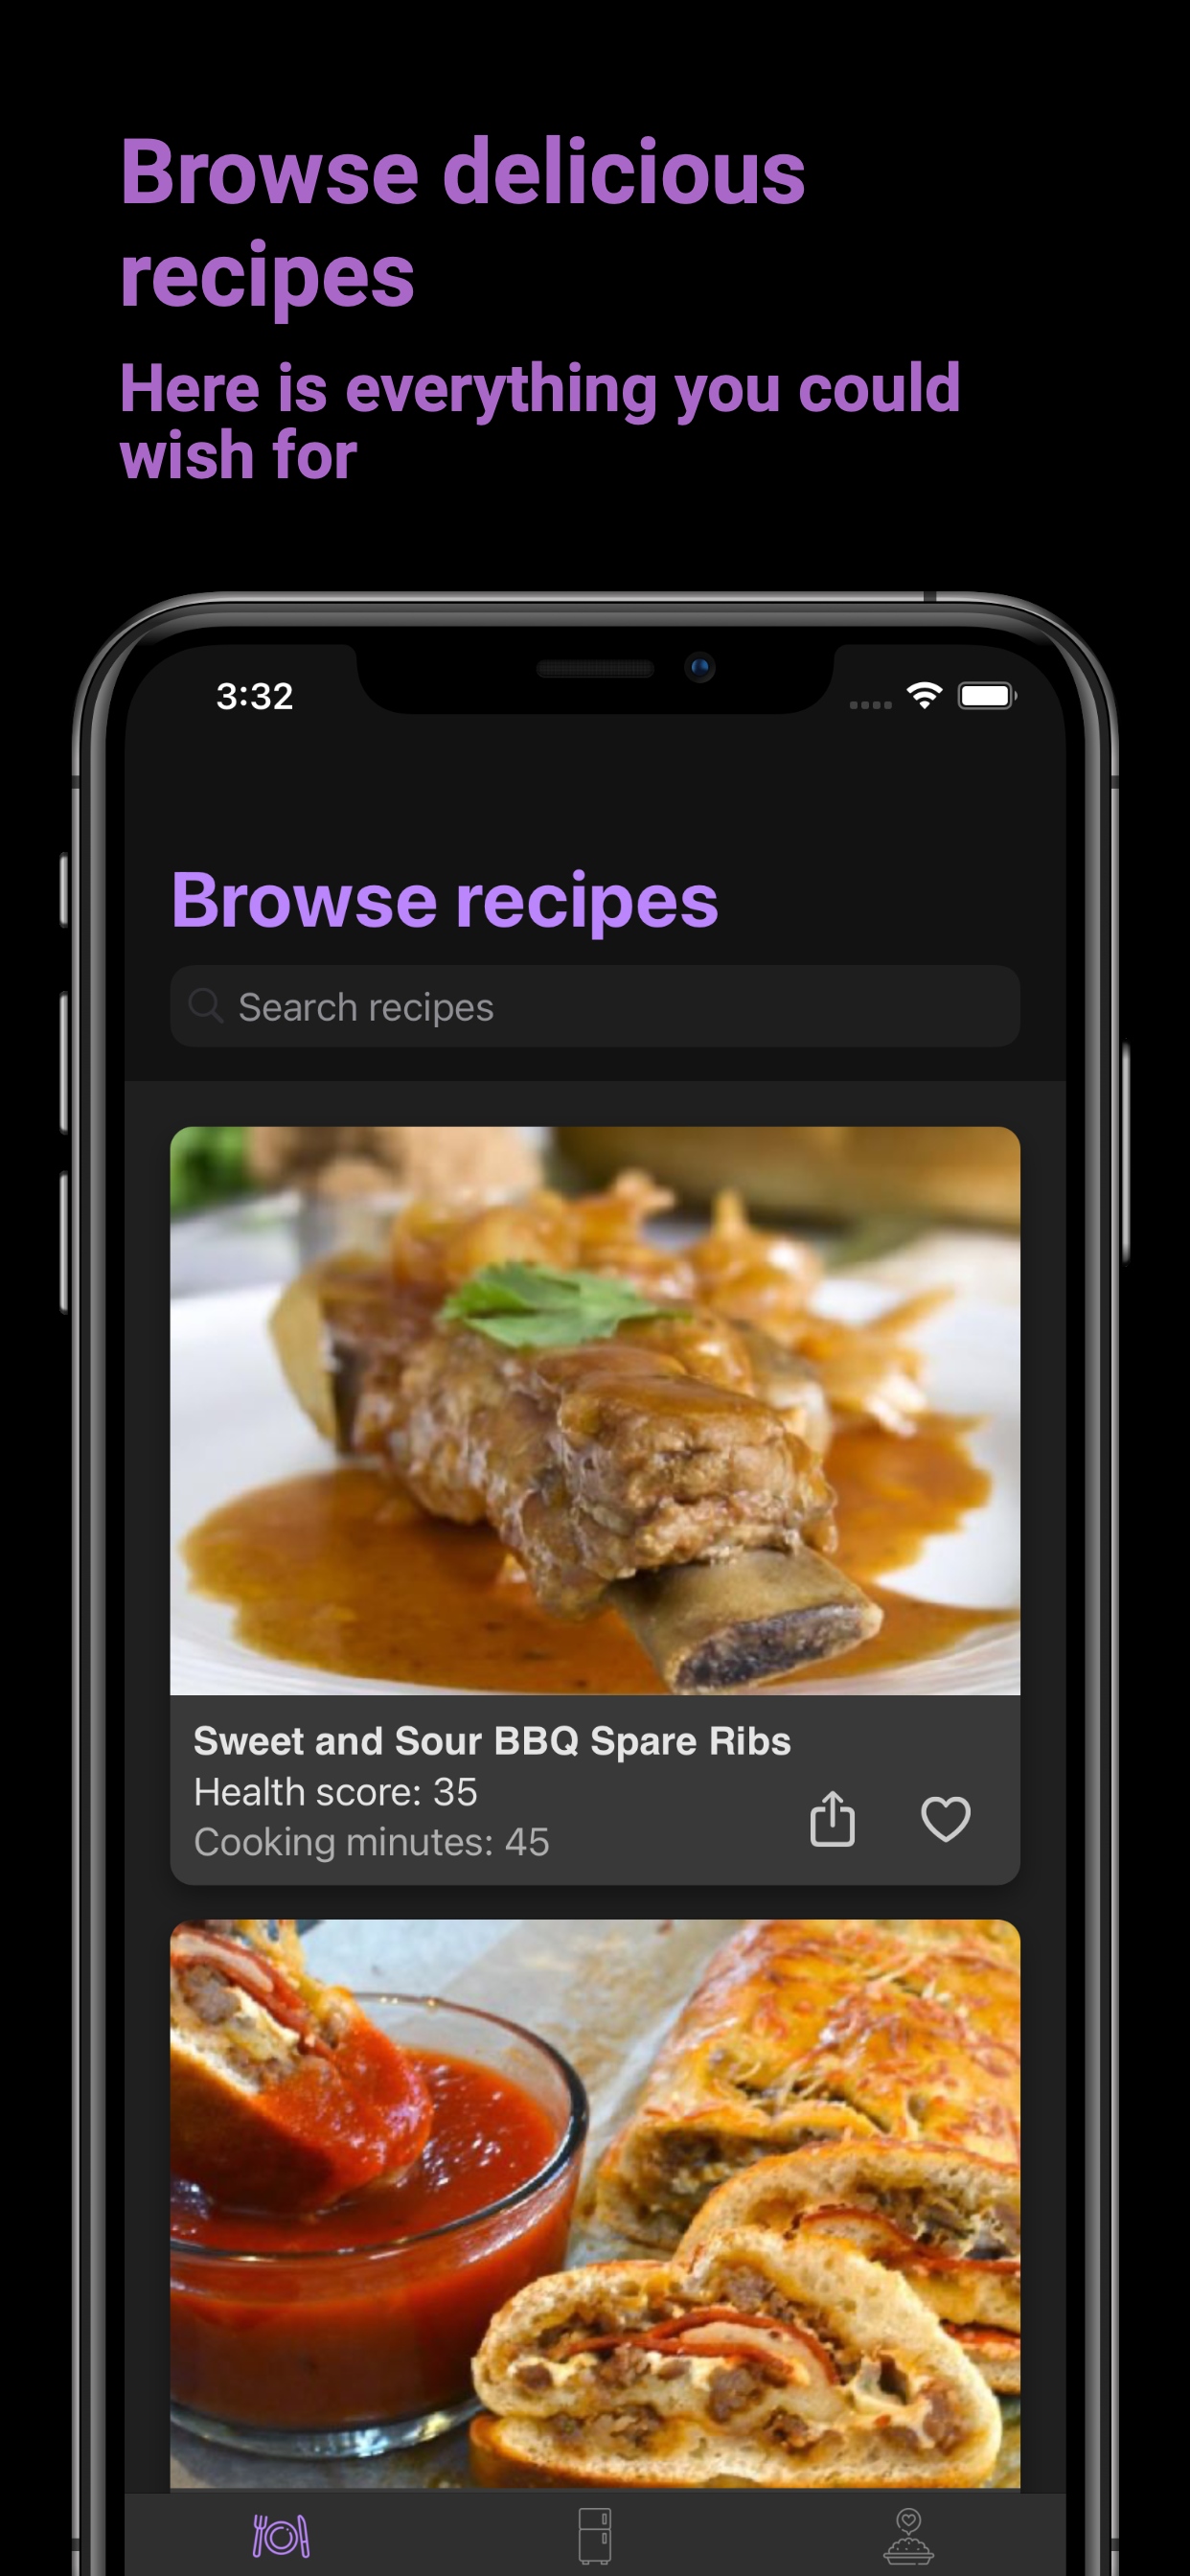 Browse delicious
recipes
Here is everything you could
wish for
3:32
Browse recipes
Search recipes
Sweet and Sour BBQ Spare Ribs
Health score: 35
Cooking minutes: 45